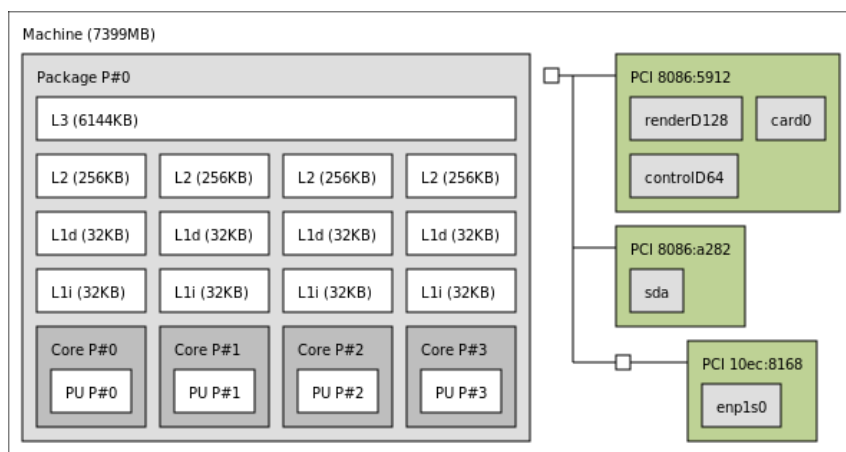 Machine (7399MB)
Package P#0
L3 (6144KB)
L2 (256KB) L2 (256KB) L2 (256KB) L2 (256KB)
L1d (32KB) L1d (32KB) L1d (32KB) L1d (32KB)
L1i (32KB) L1i (32KB) L1i (32KB) L1i (32KB)
Core P#0 Core P#1 Core P#2 Core P#3
PU P#0 PU P#1 PU P#2 PU P#3
PCI 8086:5912
renderD128 card0
controlD64
PCI 8086:a282
sda
PCI 10ec:8168
enp1s0